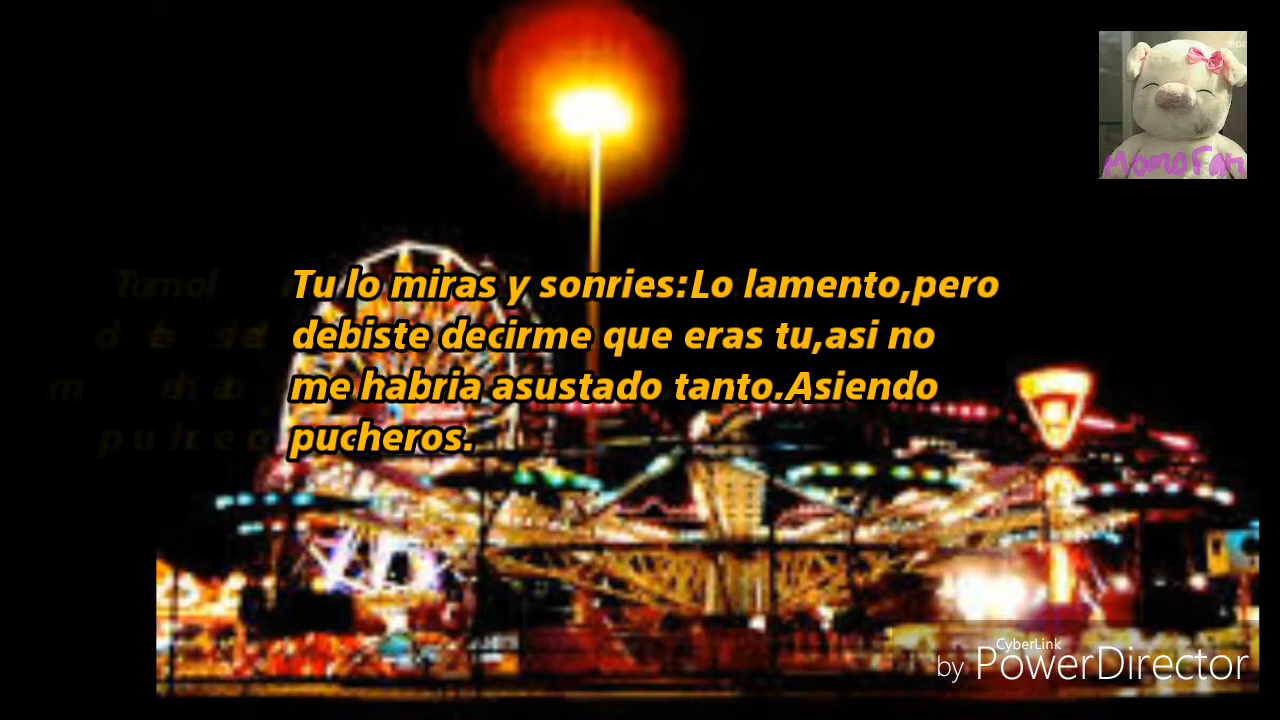 MomoFan
Tu lo miras y sonries:Lo lamento,pero
debiste decirme que eras tu,asi no
me habria asustado tanto.Asiendo
pucheros.
CyberLink
by PowerDirector